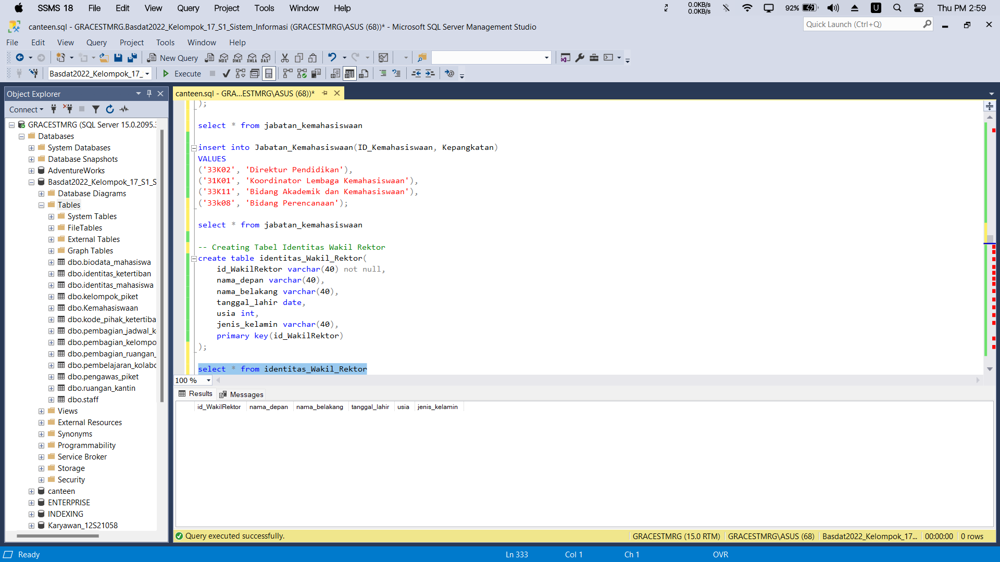 SSMS 18 File Edit View Query Project Tools Window Help
0.0KB/s
0.0KB/s
92% U Thu PM 2:59
canteen.sql - GRACESTMRG.Basdat2022_Kelompok_17_S1_Sistem_Informasi (GRACESTMRG\ASUS (68))* - Microsoft SQL Server Management Studio
Quick Launch (Ctrl+Q)
File Edit View Query Project Tools Window Help
New Query MDX DMX XMLA DAX
Basdat2022_Kelompok_17_ Execute
Object Explorer
Connect
GRACESTMRG (SQL Server 15.0.2095.3
Databases
System Databases
Database Snapshots
AdventureWorks
Basdat2022_Kelompok_17_S1_S
Database Diagrams
Tables
System Tables
FileTables
External Tables
Graph Tables
dbo.biodata_mahasiswa
dbo.identitas_ketertiban
dbo.identitas_mahasiswa
dbo.kelompok_piket
dbo.Kemahasiswaan
dbo.kode_pihak_ketertiba
dbo.pembagian_jadwal_k
dbo.pembagian_kelompo
dbo.pembagian_ruangan_
dbo.pembelajaran_kolabo
dbo.pengawas_piket
dbo.ruangan_kantin
dbo.staff
Views
External Resources
Synonyms
Programmability
Service Broker
Storage
Security
canteen
ENTERPRISE
INDEXING
Karyawan_12S21058
canteen.sql - GRA...ESTMRG\ASUS (68))*
);
select * from jabatan_kemahasiswaan
insert into Jabatan_Kemahasiswaan(ID_Kemahasiswaan, Kepangkatan)
VALUES
('33K02', 'Direktur Pendidikan'),
('31K01', 'Koordinator Lembaga Kemahasiswaan'),
('33K11', 'Bidang Akademik dan Kemahasiswaan'),
('33k08', 'Bidang Perencanaan');
select * from jabatan_kemahasiswaan
-- Creating Tabel Identitas Wakil Rektor
create table identitas_Wakil_Rektor(
id_WakilRektor varchar(40) not null,
nama_depan varchar(40),
nama_belakang varchar(40),
tanggal_lahir date,
usia int,
jenis_kelamin varchar(40),
primary key(id_WakilRektor)
);
select * from identitas_Wakil_Rektor
100 %
Results Messages
id_WakilRektor nama_depan nama_belakang tanggal_lahir usia jenis_kelamin
Query executed successfully. GRACESTMRG (15.0 RTM) GRACESTMRG\ASUS (68) Basdat2022_Kelompok_17... 00:00:00 0 rows
Ready Ln 333 Col 1 Ch 1 OVR